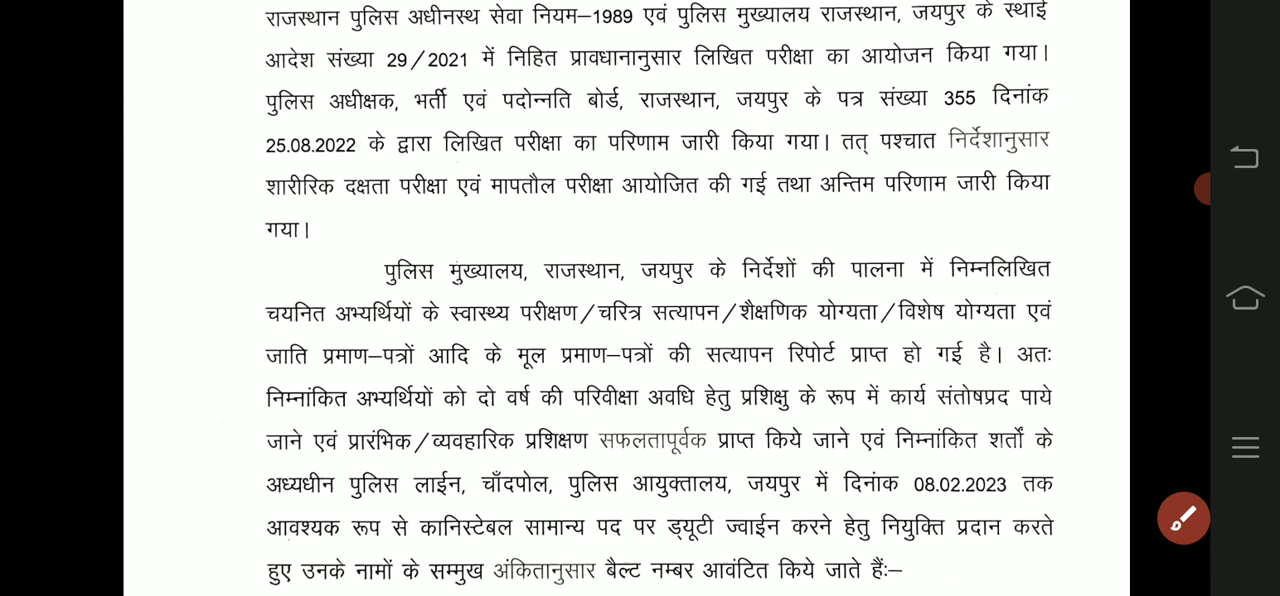 राजस्थान पुलिस अधीनस्थ सेवा नियम–1989 एवं पुलिस मुख्यालय राजस्थान, जयपुर के स्थाई
आदेश संख्या 29/2021 में निहित प्रावधानानुसार लिखित परीक्षा का आयोजन किया गया।
पुलिस अधीक्षक, भर्ती एवं पदोन्नति बोर्ड, राजस्थान, जयपुर के पत्र संख्या 355 दिनांक
25.08.2022 के द्वारा लिखित परीक्षा का परिणाम जारी किया गया। तत् पश्चात निर्देशानुसार
शारीरिक दक्षता परीक्षा एवं मापतौल परीक्षा आयोजित की गई तथा अन्तिम परिणाम जारी किया
गया।
पुलिस मुख्यालय, राजस्थान, जयपुर के निर्देशों की पालना में निम्नलिखित
चयनित अभ्यर्थियों के स्वास्थ्य परीक्षण/चरित्र सत्यापन/शैक्षणिक योग्यता/विशेष योग्यता एवं
जाति प्रमाण–पत्रों आदि के मूल प्रमाण–पत्रों की सत्यापन रिपोर्ट प्राप्त हो गई है। अतः
निम्नांकित अभ्यर्थियों को दो वर्ष की परिवीक्षा अवधि हेतु प्रशिक्षु के रूप में कार्य संतोषप्रद पाये
जाने एवं प्रारंभिक/व्यवहारिक प्रशिक्षण सफलतापूर्वक प्राप्त किये जाने एवं निम्नांकित शर्तों के
अध्यधीन पुलिस लाईन, चाँदपोल, पुलिस आयुक्तालय, जयपुर में दिनांक 08.02.2023 तक
आवश्यक रूप से कानिस्टेबल सामान्य पद पर ड्यूटी ज्वाईन करने हेतु नियुक्ति प्रदान करते
हुए उनके नामों के सम्मुख अंकितानुसार बैल्ट नम्बर आवंटित किये जाते हैंः–